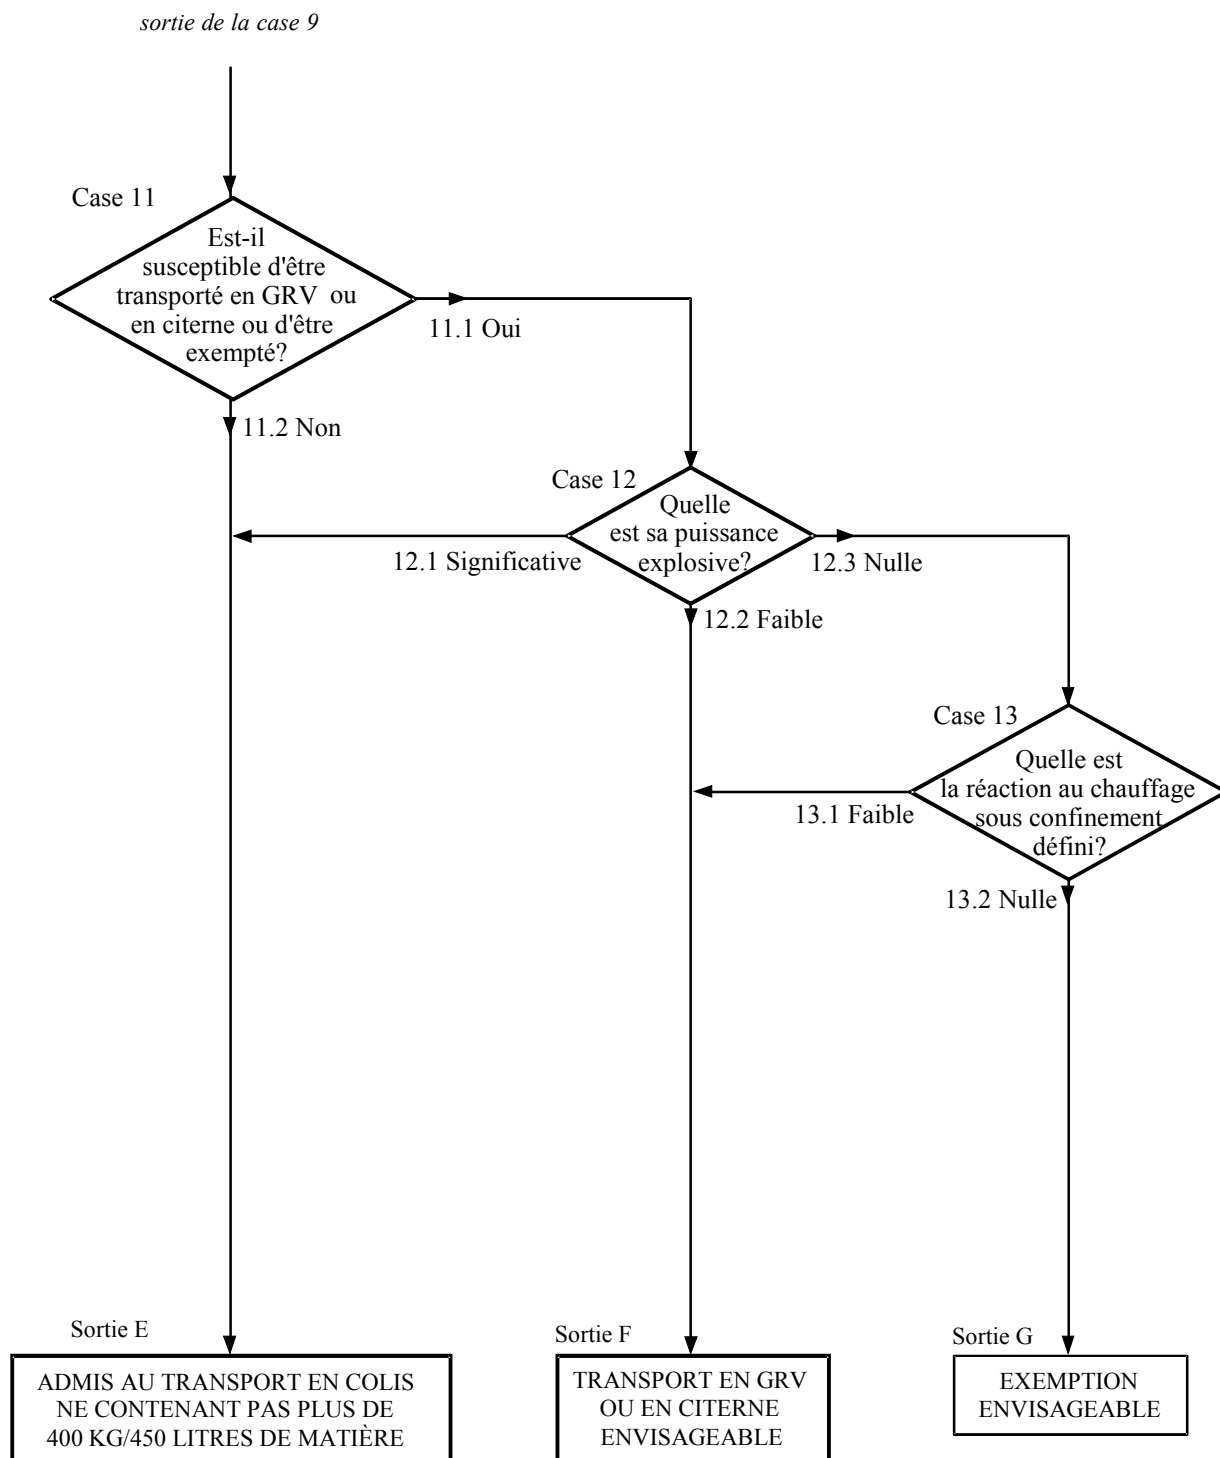 sortie de la case 9
Case 11
Est-il
susceptible d'être
transporté en GRV ou
en citerne ou d'être
exempté?
11.1 Oui
11.2 Non
Case 12
Quelle
est sa puissance
explosive?
12.1 Significative
12.3 Nulle
12.2 Faible
Case 13
Quelle est
la réaction au chauffage
sous confinement
défini?
13.1 Faible
13.2 Nulle
Sortie E
ADMIS AU TRANSPORT EN COLIS
NE CONTENANT PAS PLUS DE
400 KG/450 LITRES DE MATIÈRE
Sortie F
TRANSPORT EN GRV
OU EN CITERNE
ENVISAGEABLE
Sortie G
EXEMPTION
ENVISAGEABLE